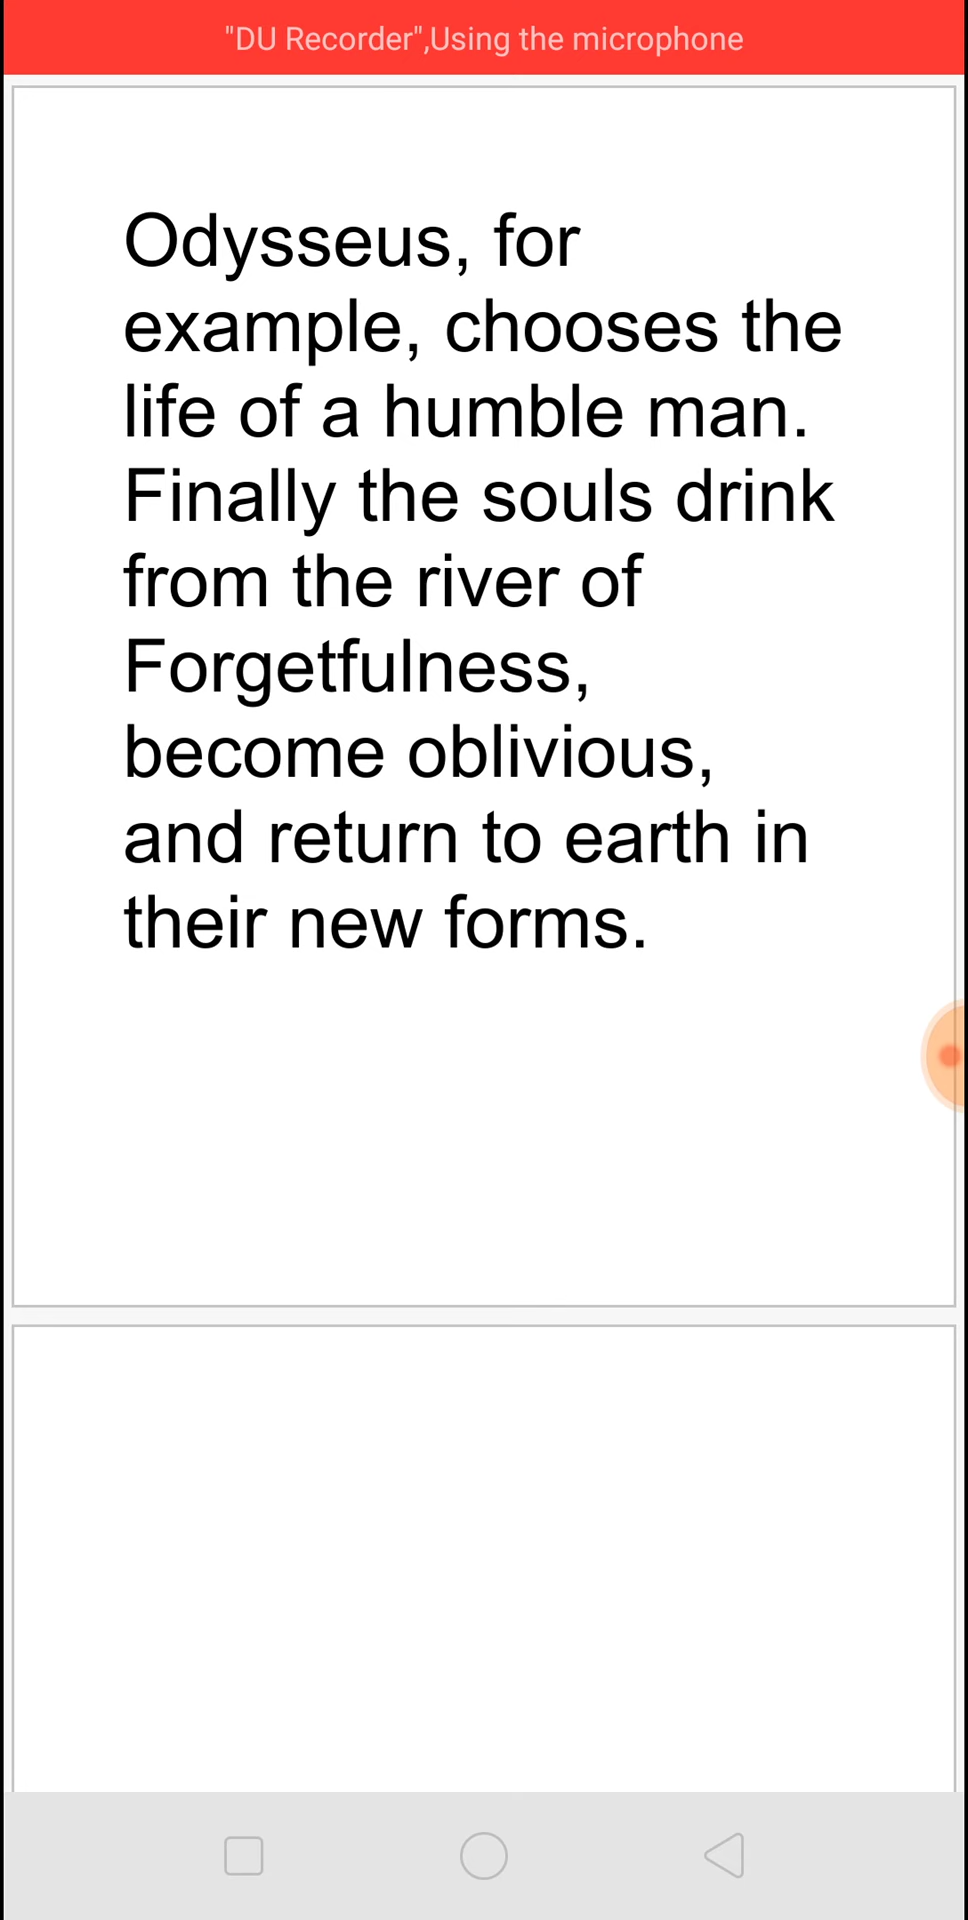 "DU Recorder",Using the microphone
Odysseus, for
example, chooses the
life of a humble man.
Finally the souls drink
from the river of
Forgetfulness,
become oblivious,
and return to earth in
their new forms.